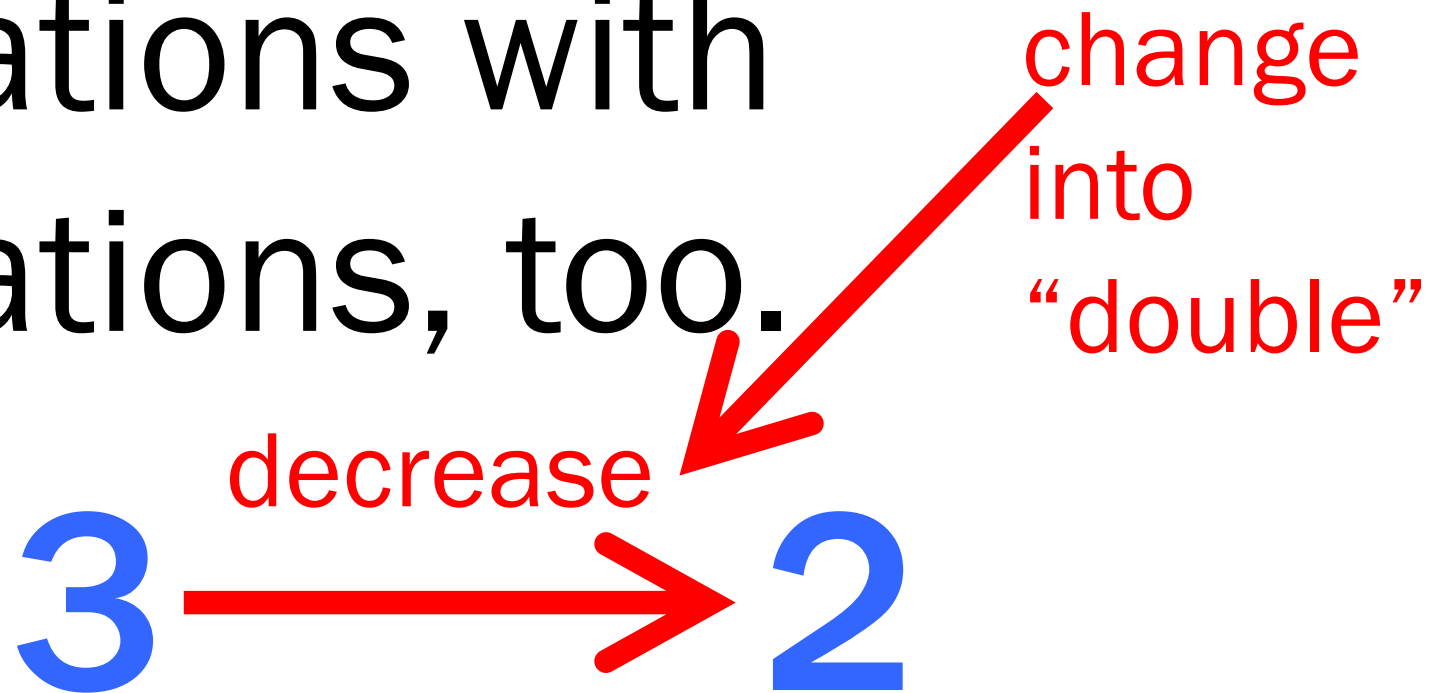 ations with
ations, too.
change
into
“double”
decrease
3 2